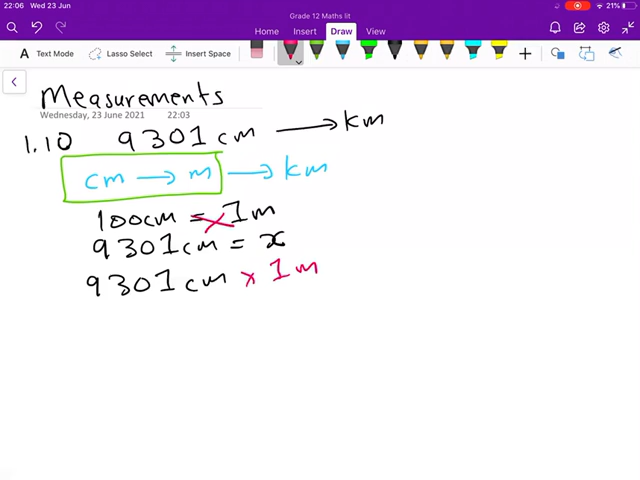 22:06 Wed 23 Jun
21%
Grade 12 Maths lit
Home Insert Draw View
Text Mode Lasso Select Insert Space
Measurements
Wednesday, 23 June 2021 22:03
1.10 9301 cm → km
cm → m → km
100cm = 1m
9301cm = x
9301cm × 1m